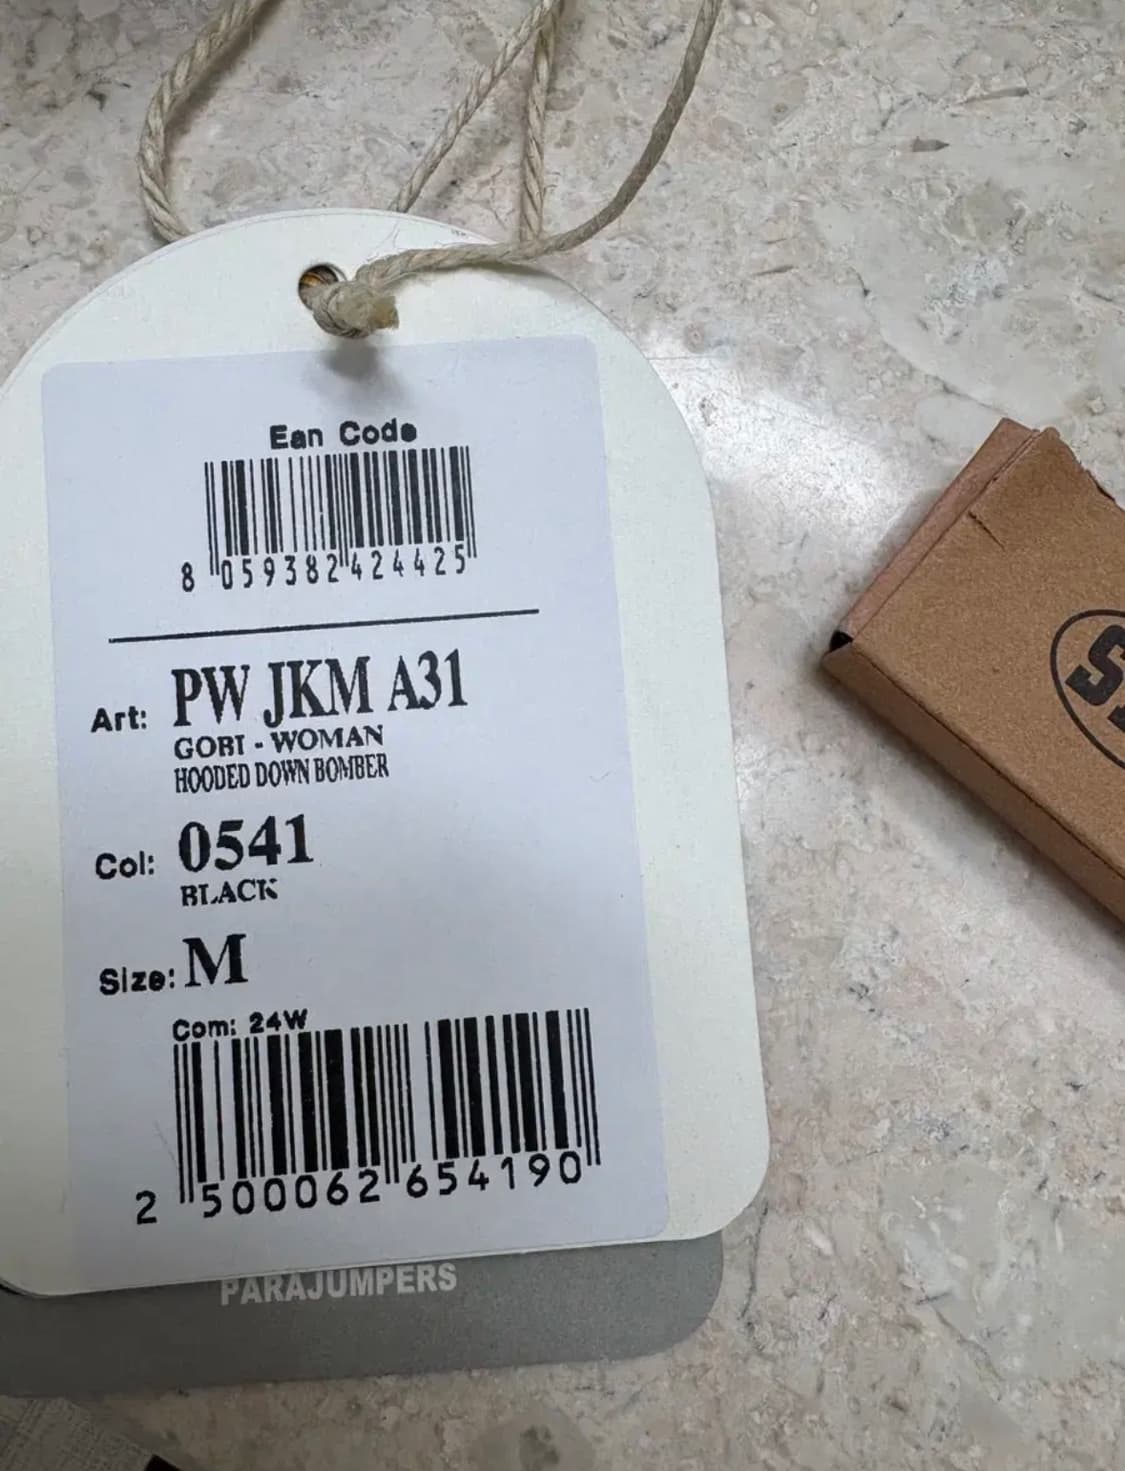 Ean Code
8 059382 424425
Art: PW JKM A31
GOBI - WOMAN
HOODED DOWN BOMBER
Col: 0541
BLACK
Size: M
Com: 24W
2 500062 654190
PARAJUMPERS